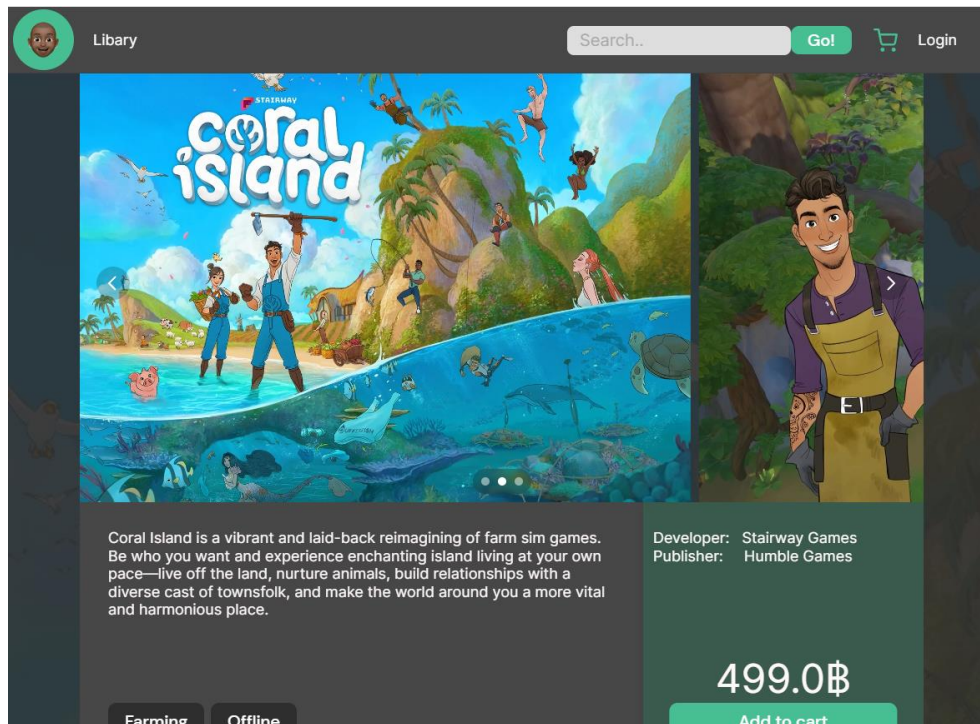 Libary
Search..
Go!
Login
STAIRWAY
coral
island
Coral Island is a vibrant and laid-back reimagining of farm sim games.
Be who you want and experience enchanting island living at your own
pace—live off the land, nurture animals, build relationships with a
diverse cast of townsfolk, and make the world around you a more vital
and harmonious place.
Developer: Stairway Games
Publisher: Humble Games
499.0฿
Farming
Offline
Add to cart